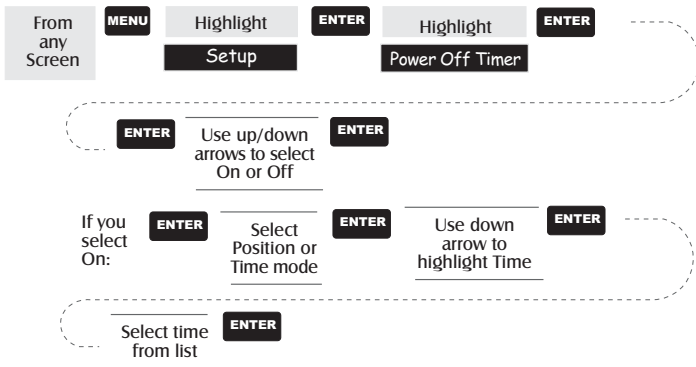 From any Screen
MENU
Highlight
Setup
ENTER
Highlight
Power Off Timer
ENTER
ENTER
Use up/down
arrows to select
On or Off
ENTER
If you
select
On:
ENTER
Select
Position or
Time mode
ENTER
Use down
arrow to
highlight Time
ENTER
Select time
from list
ENTER